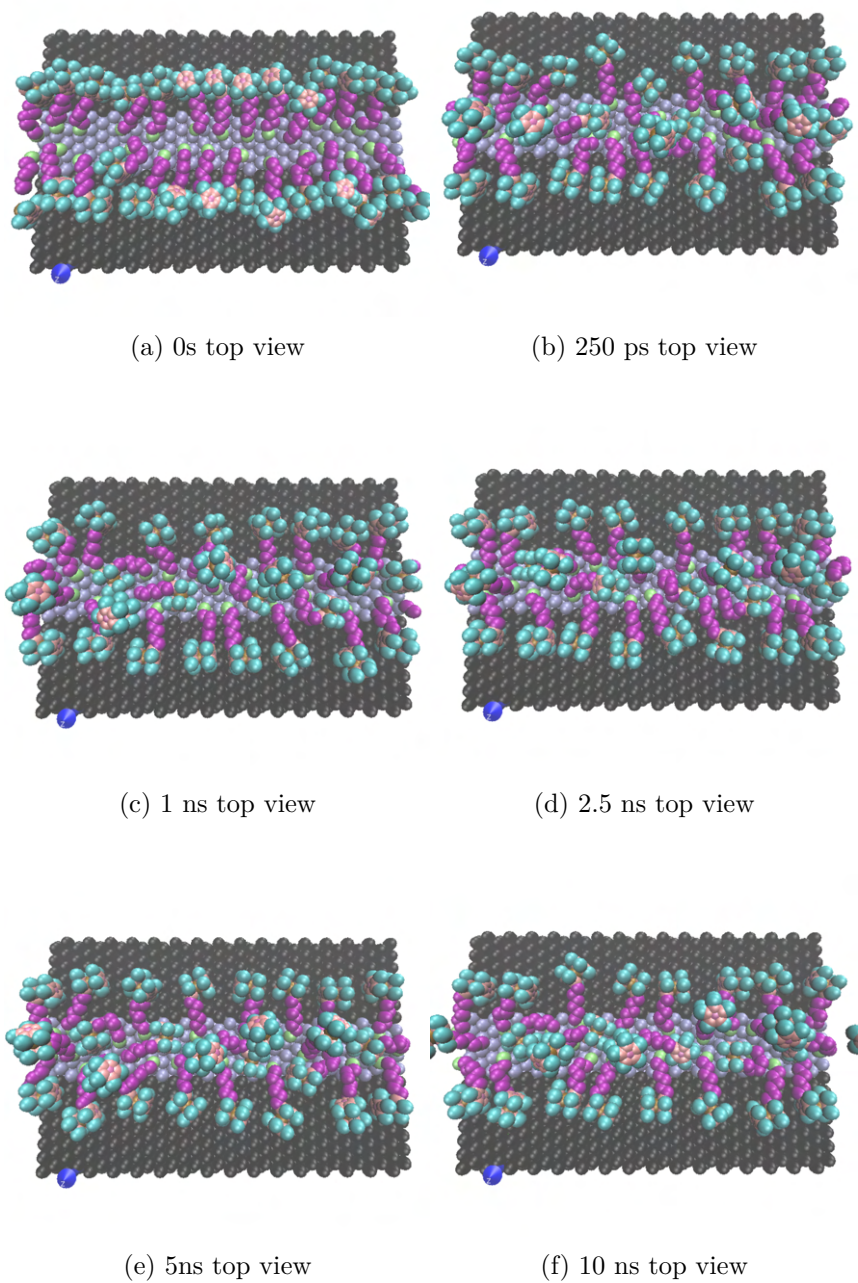 (a) 0s top view
(b) 250 ps top view
(c) 1 ns top view
(d) 2.5 ns top view
(e) 5ns top view
(f) 10 ns top view